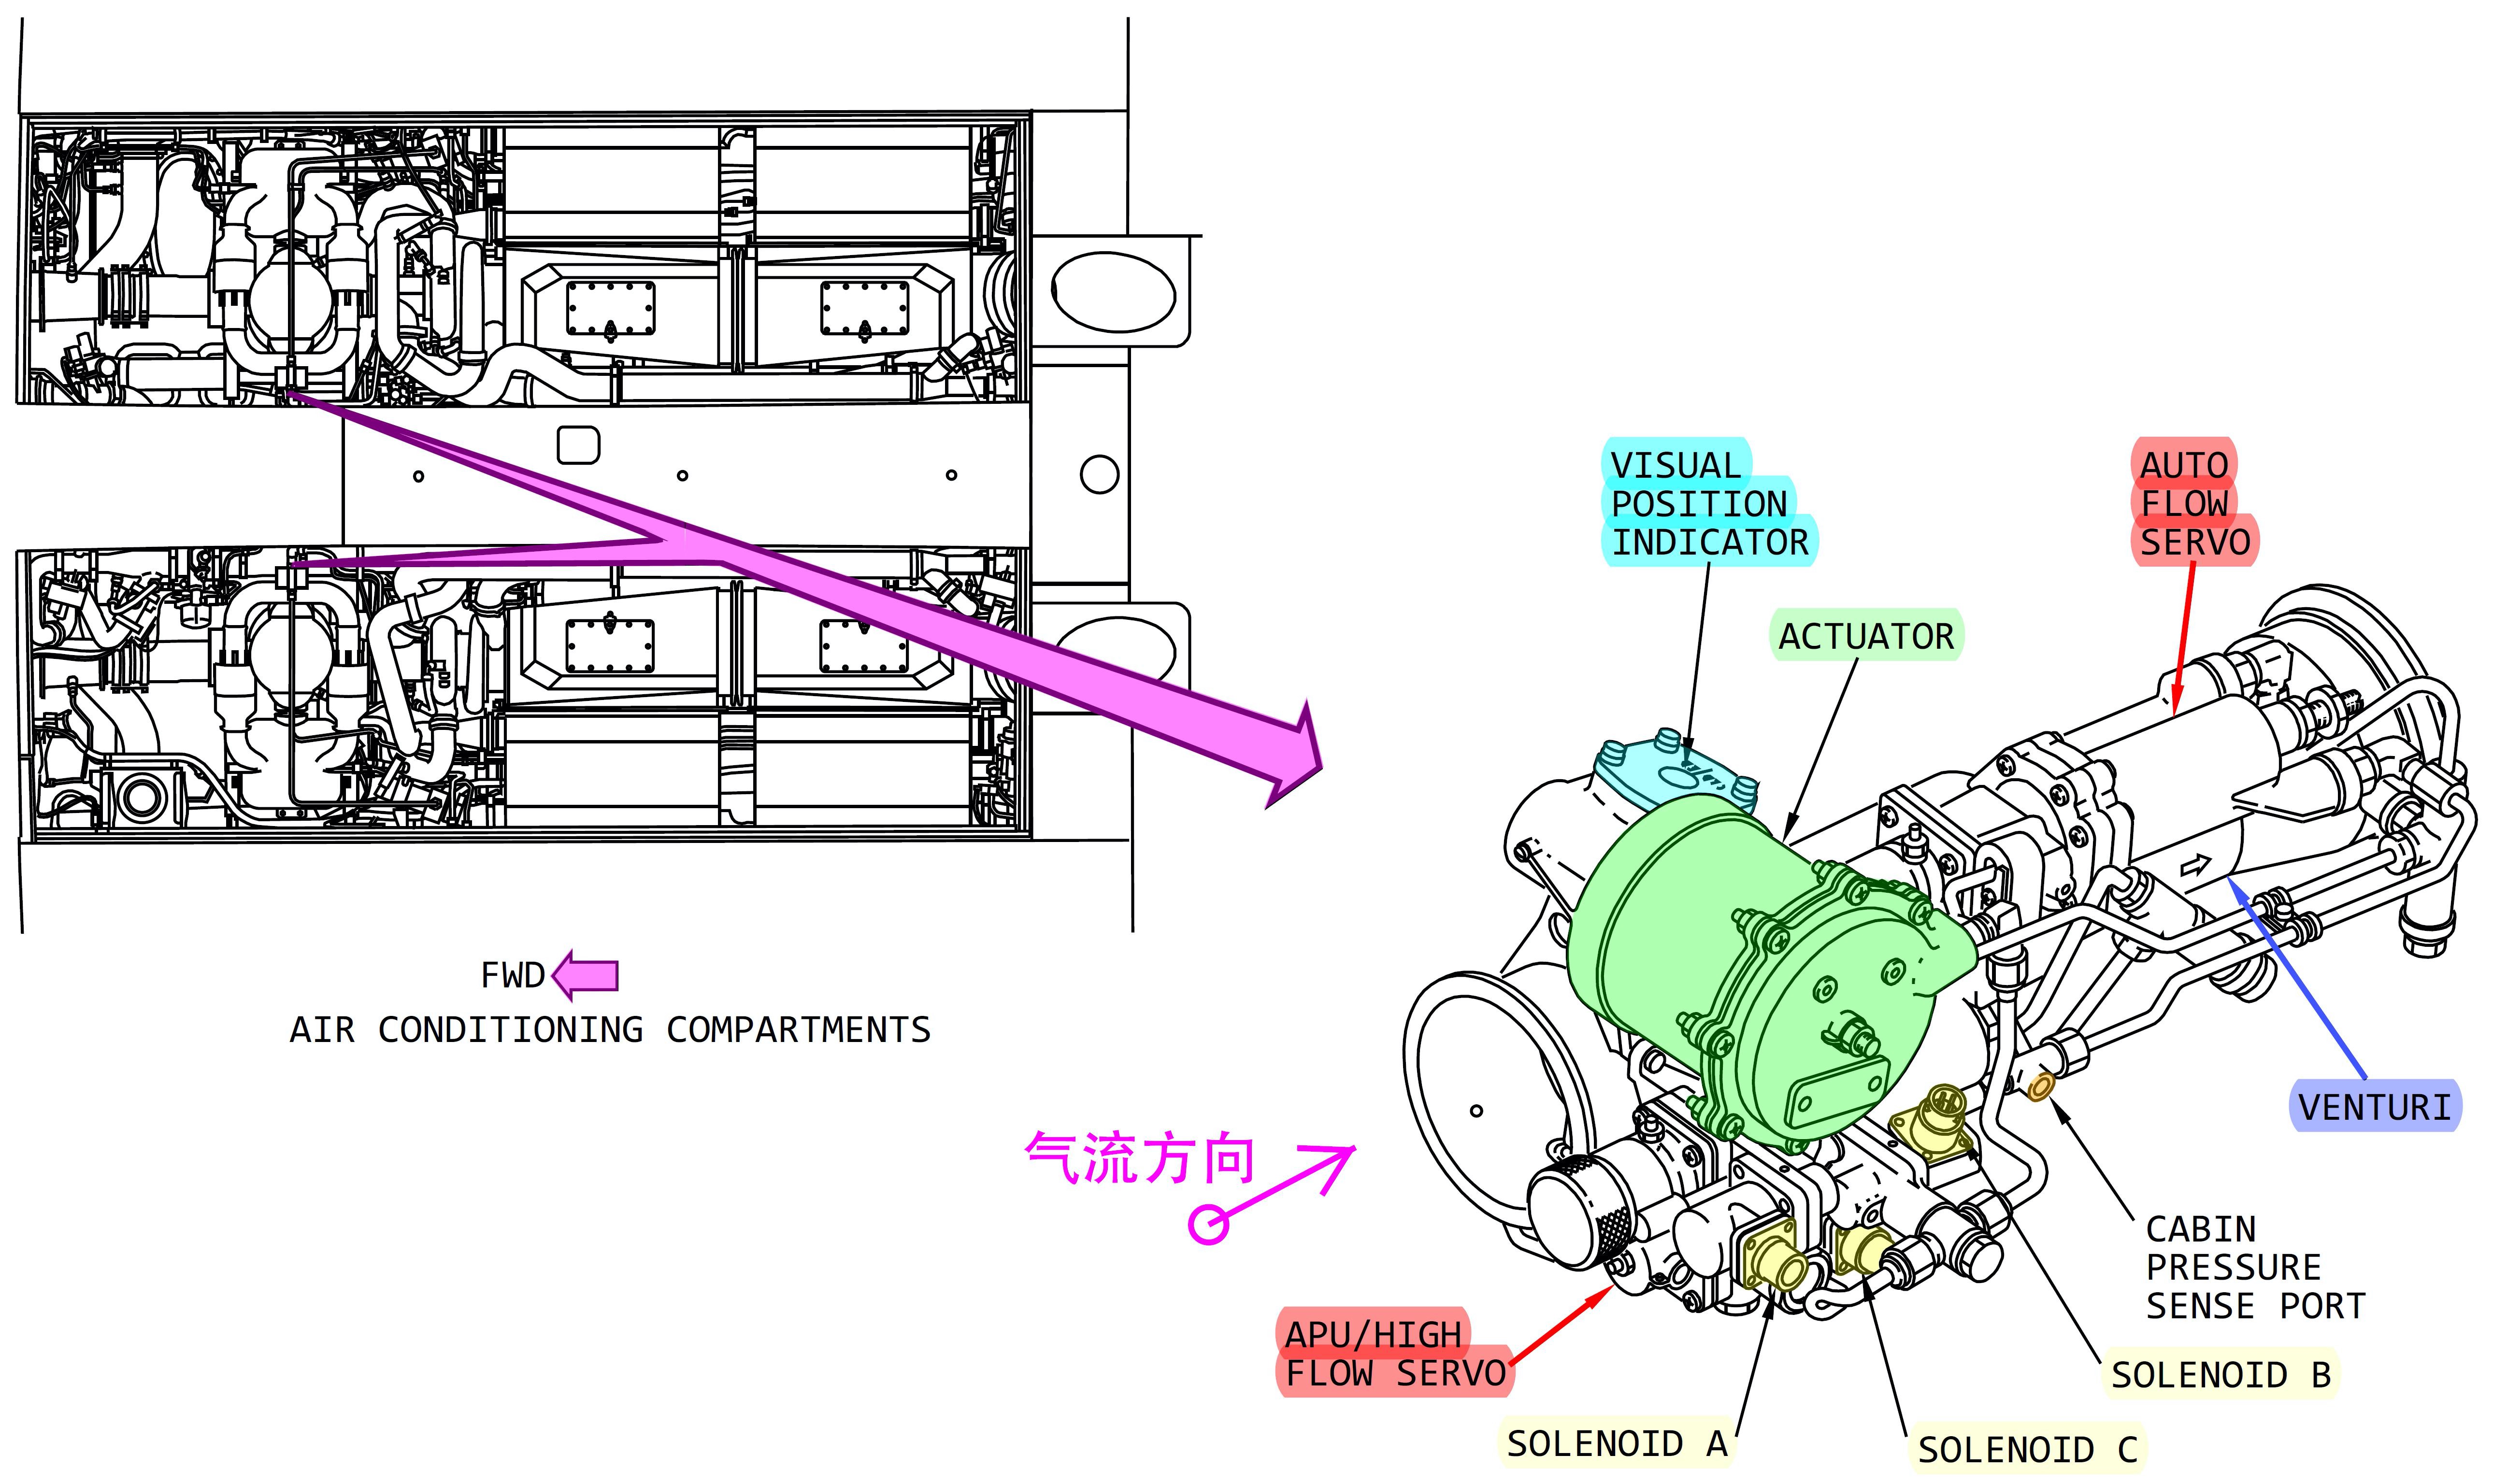 VISUAL
POSITION
INDICATOR
AUTO
FLOW
SERVO
ACTUATOR
FWD
AIR CONDITIONING COMPARTMENTS
VENTURI
气流方向
CABIN
PRESSURE
SENSE PORT
APU/HIGH
FLOW SERVO
SOLENOID B
SOLENOID A
SOLENOID C